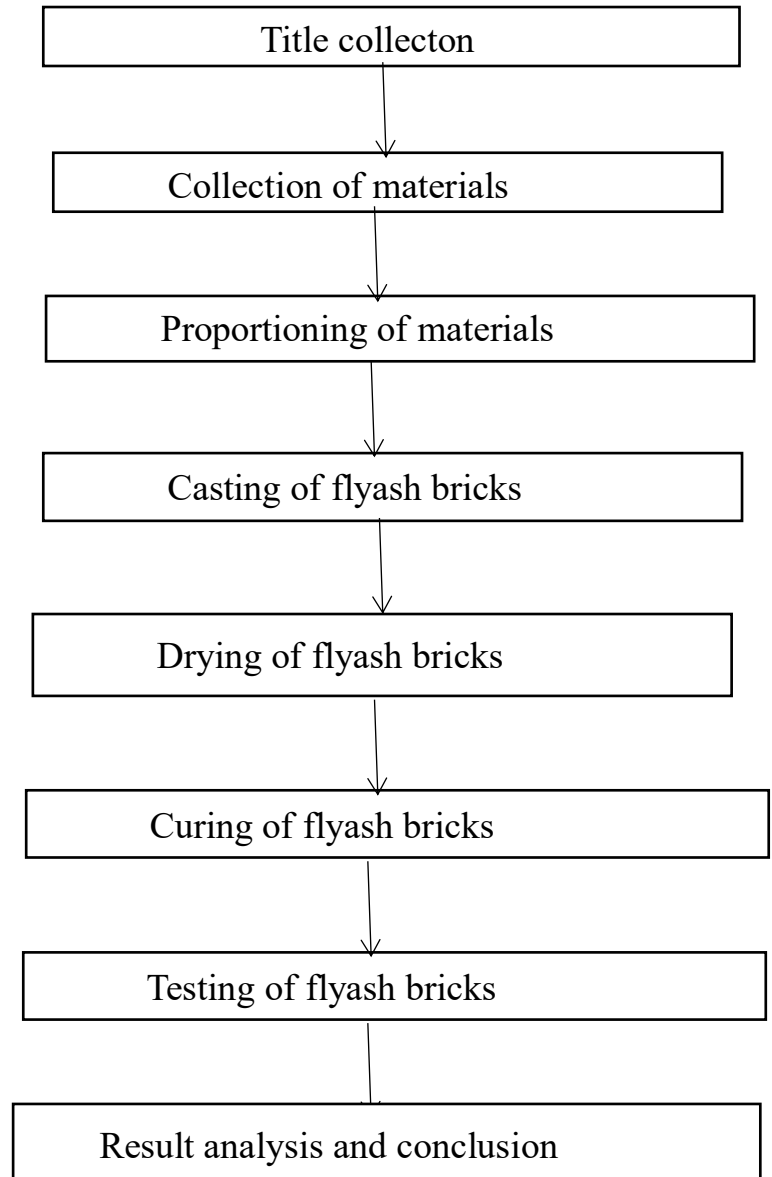 Title collecton
Collection of materials
Proportioning of materials
Casting of flyash bricks
Drying of flyash bricks
Curing of flyash bricks
Testing of flyash bricks
Result analysis and conclusion